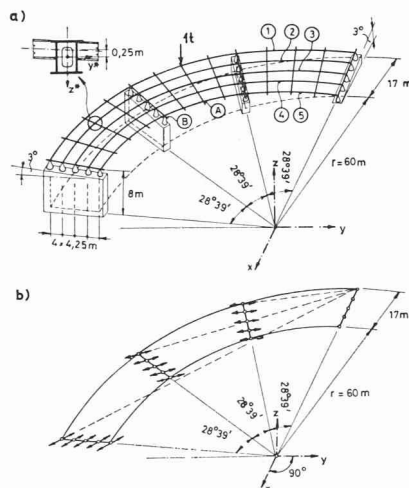 a)
0,25m
y*
z*
1t
1
2
3
4
5
3°
17 m
A
B
r = 60m
28°39'
28°39'
28°39'
z
y
x
3°
8m
4 × 4,25m
b)
17m
r = 60m
28°39'
28°39'
28°39'
z
y
90°